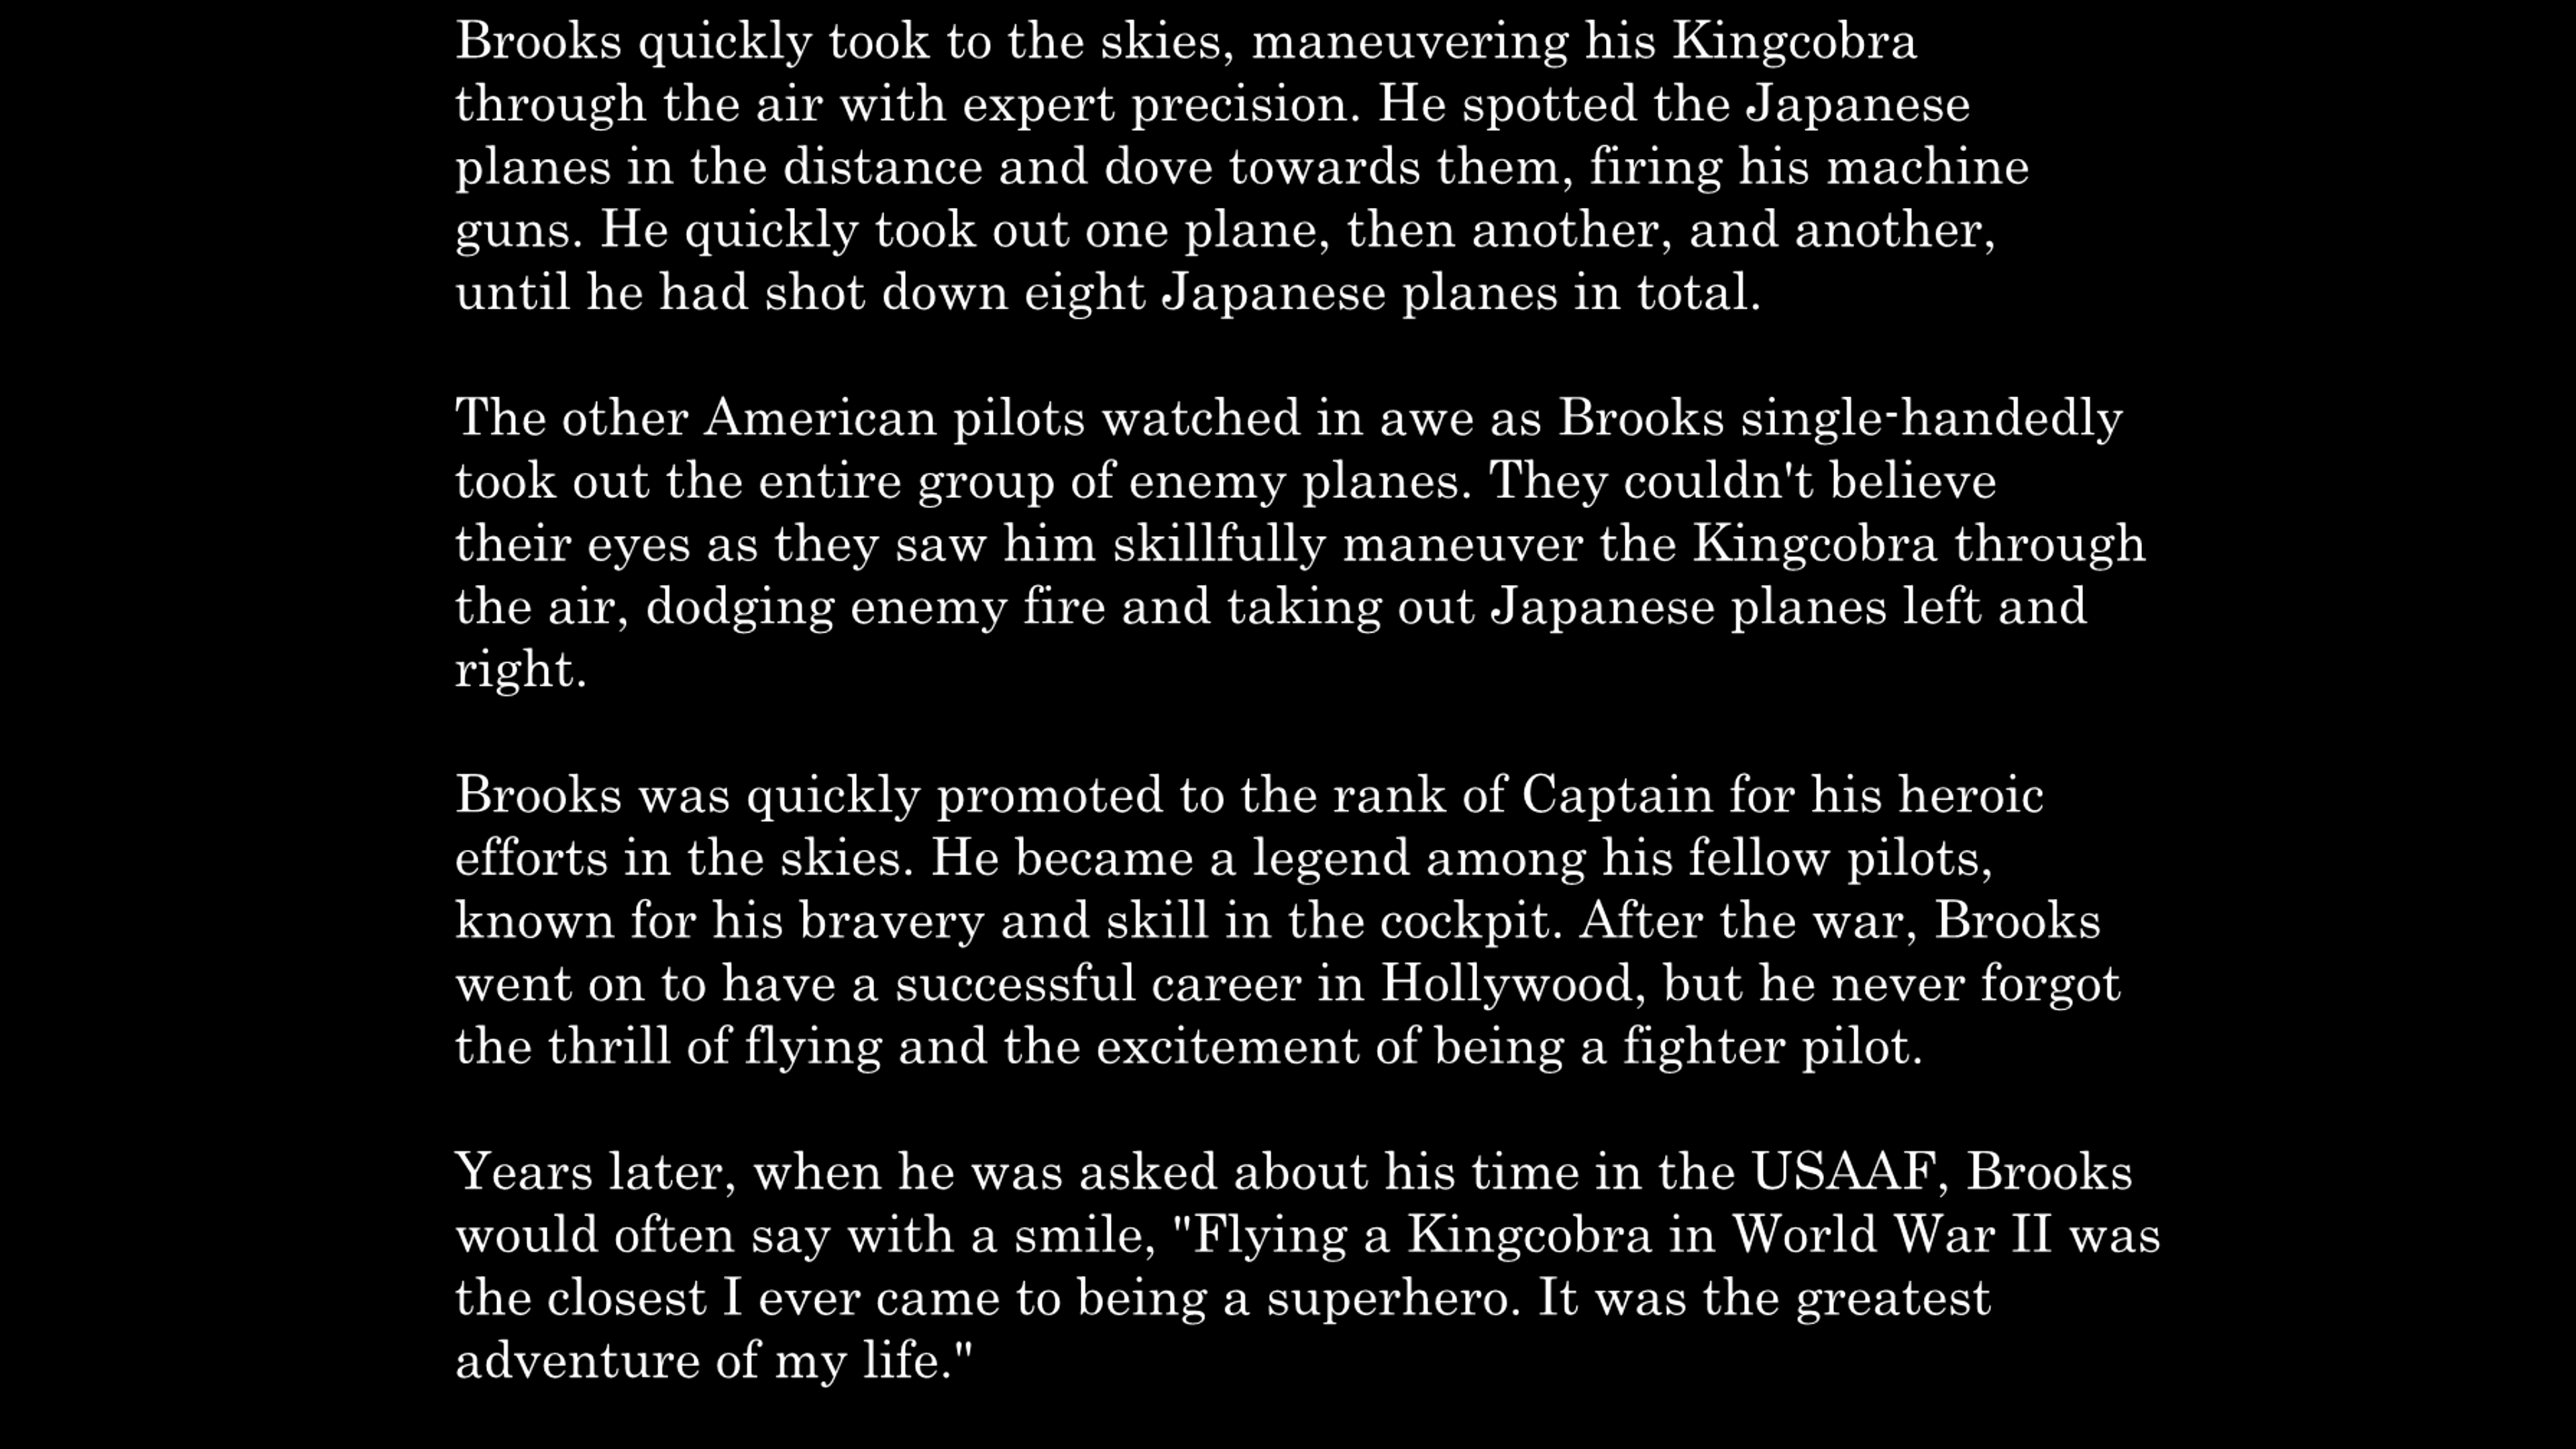 Brooks quickly took to the skies, maneuvering his Kingcobra
through the air with expert precision. He spotted the Japanese
planes in the distance and dove towards them, firing his machine
guns. He quickly took out one plane, then another, and another,
until he had shot down eight Japanese planes in total.
The other American pilots watched in awe as Brooks single-handedly
took out the entire group of enemy planes. They couldn't believe
their eyes as they saw him skillfully maneuver the Kingcobra through
the air, dodging enemy fire and taking out Japanese planes left and
right.
Brooks was quickly promoted to the rank of Captain for his heroic
efforts in the skies. He became a legend among his fellow pilots,
known for his bravery and skill in the cockpit. After the war, Brooks
went on to have a successful career in Hollywood, but he never forgot
the thrill of flying and the excitement of being a fighter pilot.
Years later, when he was asked about his time in the USAAF, Brooks
would often say with a smile, "Flying a Kingcobra in World War II was
the closest I ever came to being a superhero. It was the greatest
adventure of my life."